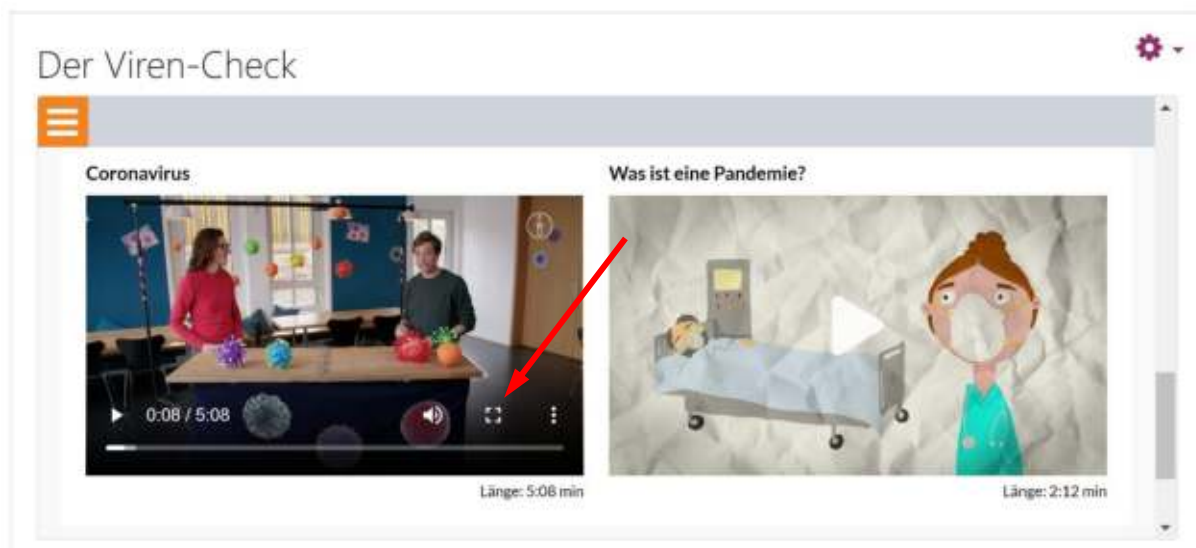 Der Viren-Check
Coronavirus
Was ist eine Pandemie?
0:08 / 5:08
Länge: 5:08 min
Länge: 2:12 min